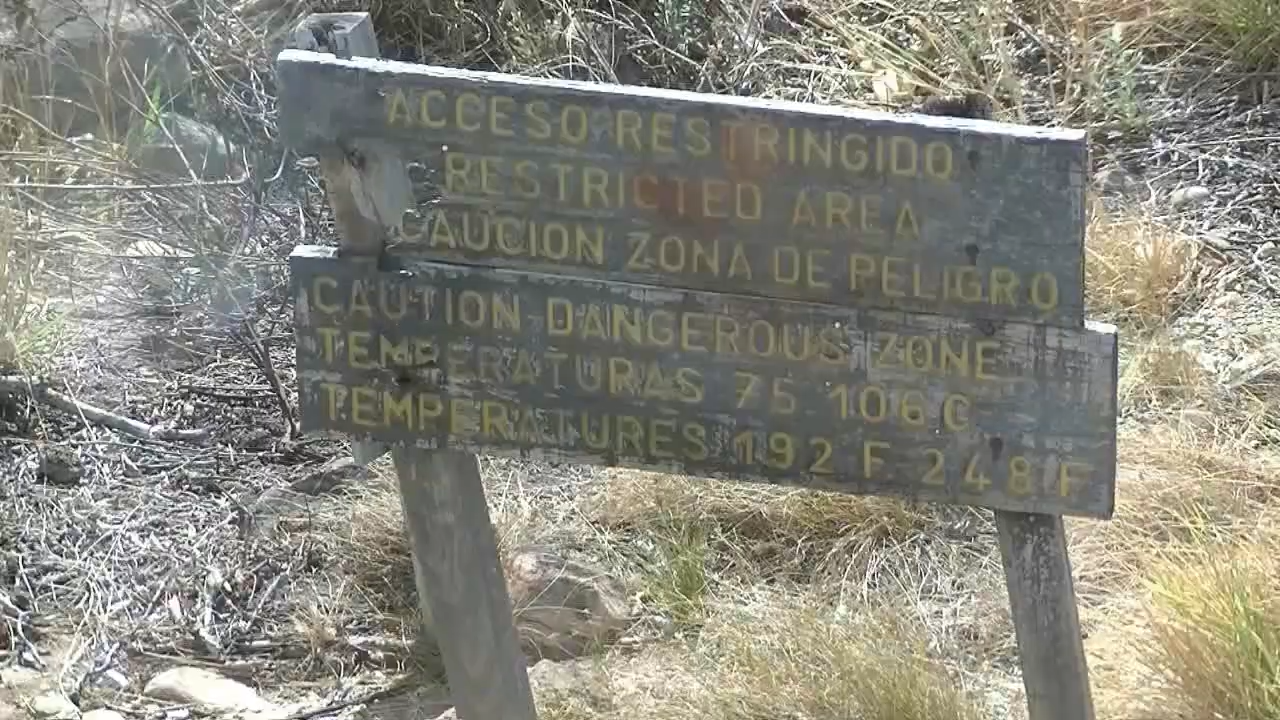 ACCESO RESTRINGIDO
RESTRICTED AREA
CAUCION ZONA DE PELIGRO
CAUTION DANGEROUS ZONE
TEMPERATURAS 75 106 C
TEMPERATURES 192 F 248 F